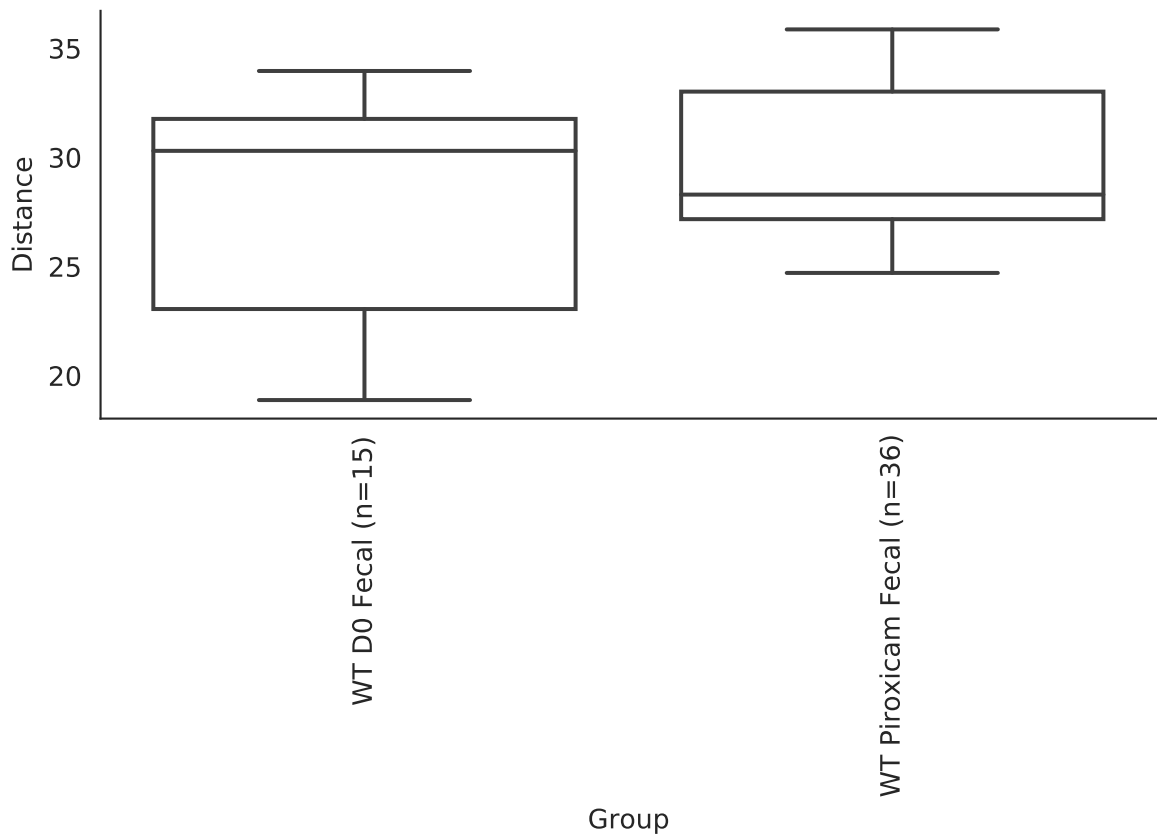 Distance
35
30
25
20
WT D0 Fecal (n=15)
WT Piroxicam Fecal (n=36)
Group